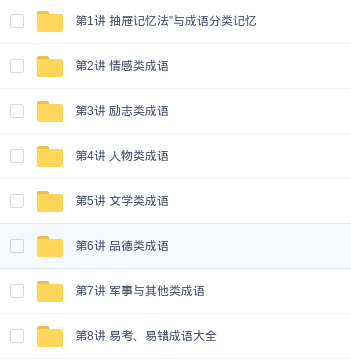 第1讲 抽屉记忆法”与成语分类记忆
第2讲 情感类成语
第3讲 励志类成语
第4讲 人物类成语
第5讲 文学类成语
第6讲 品德类成语
第7讲 军事与其他类成语
第8讲 易考、易错成语大全